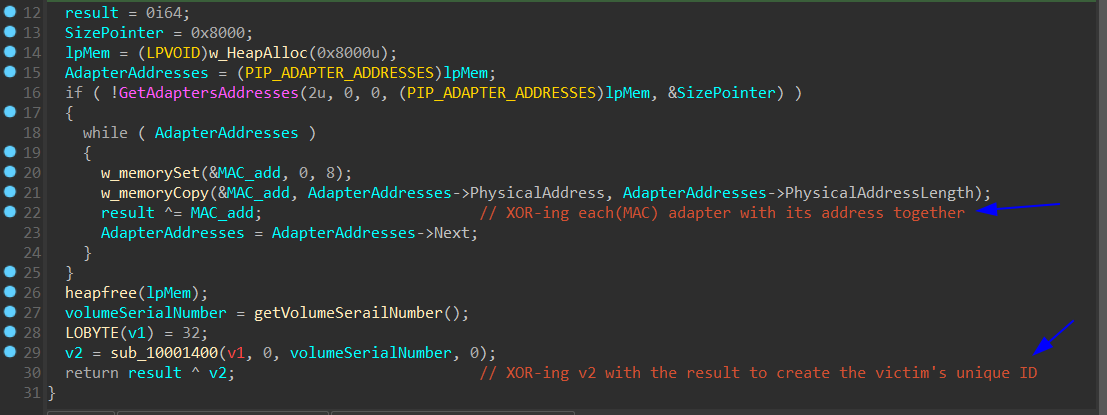 12 result = 0i64;
13 SizePointer = 0x8000;
14 lpMem = (LPVOID)w_HeapAlloc(0x8000u);
15 AdapterAddresses = (PIP_ADAPTER_ADDRESSES)lpMem;
16 if ( !GetAdaptersAddresses(2u, 0, 0, (PIP_ADAPTER_ADDRESSES)lpMem, &SizePointer) )
17 {
18 while ( AdapterAddresses )
19 {
20 w_memorySet(&MAC_add, 0, 8);
21 w_memoryCopy(&MAC_add, AdapterAddresses->PhysicalAddress, AdapterAddresses->PhysicalAddressLength);
22 result ^= MAC_add; // XOR-ing each(MAC) adapter with its address together
23 AdapterAddresses = AdapterAddresses->Next;
24 }
25 }
26 heapfree(lpMem);
27 volumeSerialNumber = getVolumeSerailNumber();
28 LOBYTE(v1) = 32;
29 v2 = sub_10001400(v1, 0, volumeSerialNumber, 0);
30 return result ^ v2; // XOR-ing v2 with the result to create the victim's unique ID
31 }